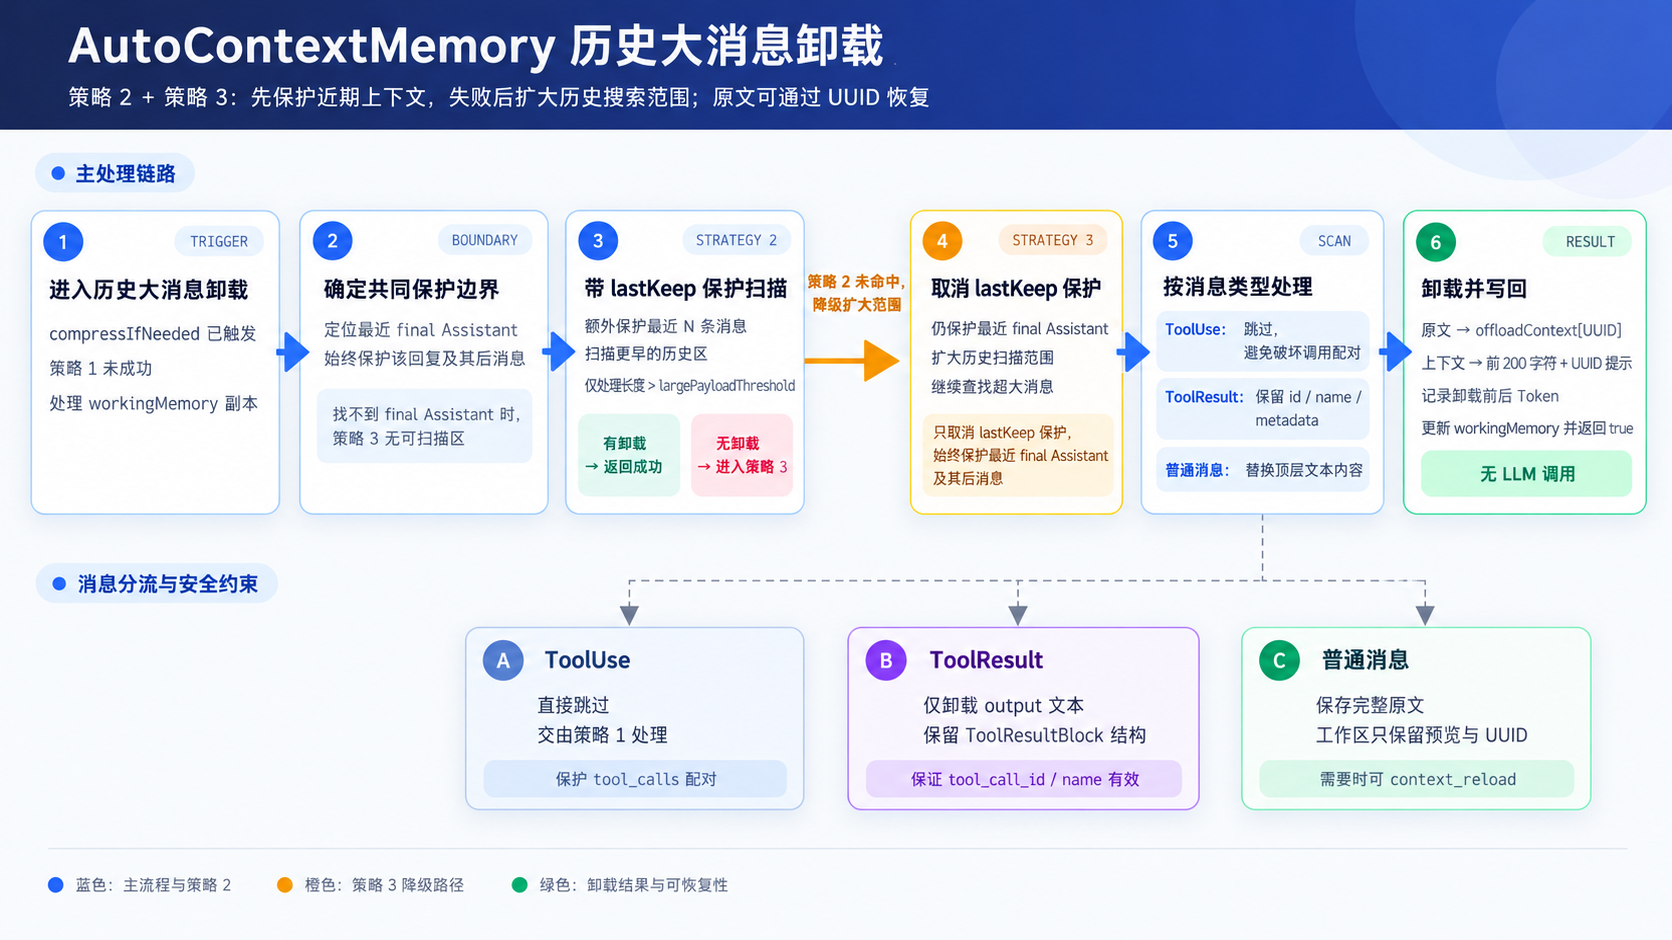 AutoContextMemory 历史大消息卸载
策略 2 + 策略 3：先保护近期上下文，失败后扩大历史搜索范围；原文可通过 UUID 恢复
主处理链路
1
TRIGGER
进入历史大消息卸载
compressIfNeeded 已触发
策略 1 未成功
处理 workingMemory 副本
2
BOUNDARY
确定共同保护边界
定位最近 final Assistant
始终保护该回复及其后消息
找不到 final Assistant 时，
策略 3 无可扫描区
3
STRATEGY 2
带 lastKeep 保护扫描
额外保护最近 N 条消息
扫描更早的历史区
仅处理长度 > largePayloadThreshold
有卸载
→ 返回成功
无卸载
→ 进入策略 3
策略 2 未命中，
降级扩大范围
4
STRATEGY 3
取消 lastKeep 保护
仍保护最近 final Assistant
扩大历史扫描范围
继续查找超大消息
只取消 lastKeep 保护，
始终保护最近 final Assistant
及其后消息
5
SCAN
按消息类型处理
ToolUse： 跳过，
避免破坏调用配对
ToolResult： 保留 id / name /
metadata
普通消息： 替换顶层文本内容
6
RESULT
卸载并写回
原文 → offloadContext[UUID]
上下文 → 前 200 字符 + UUID 提示
记录卸载前后 Token
更新 workingMemory 并返回 true
无 LLM 调用
消息分流与安全约束
A
ToolUse
直接跳过
交由策略 1 处理
保护 tool_calls 配对
B
ToolResult
仅卸载 output 文本
保留 ToolResultBlock 结构
保证 tool_call_id / name 有效
C
普通消息
保存完整原文
工作区只保留预览与 UUID
需要时可 context_reload
蓝色：主流程与策略 2
橙色：策略 3 降级路径
绿色：卸载结果与可恢复性